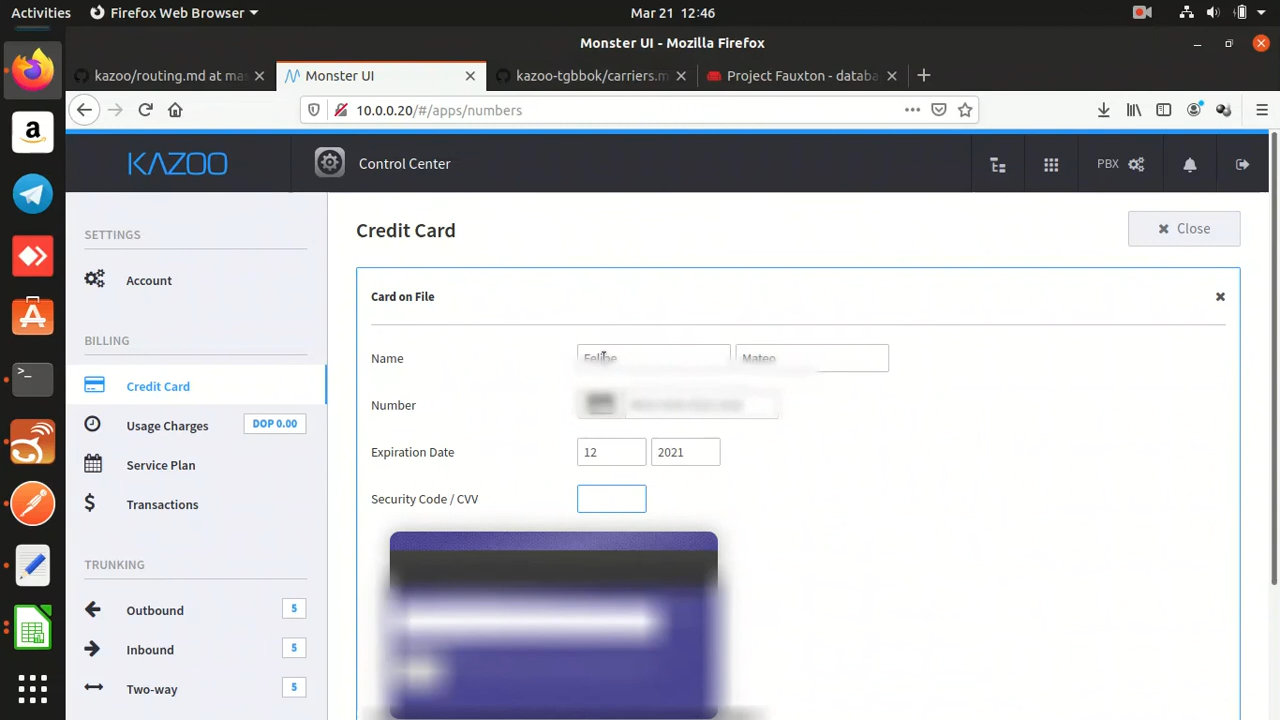 Activities
Firefox Web Browser
Mar 21 12:46
Monster UI - Mozilla Firefox
kazoo/routing.md at mas
Monster UI
kazoo-tgbbok/carriers.m
Project Fauxton - databa
10.0.0.20/#/apps/numbers
KAZOO
Control Center
PBX
SETTINGS
Account
BILLING
Credit Card
Usage Charges
DOP 0.00
Service Plan
Transactions
TRUNKING
Outbound
5
Inbound
5
Two-way
5
Credit Card
Close
Card on File
Name
Felipe
Mateo
Number
Expiration Date
12
2021
Security Code / CVV